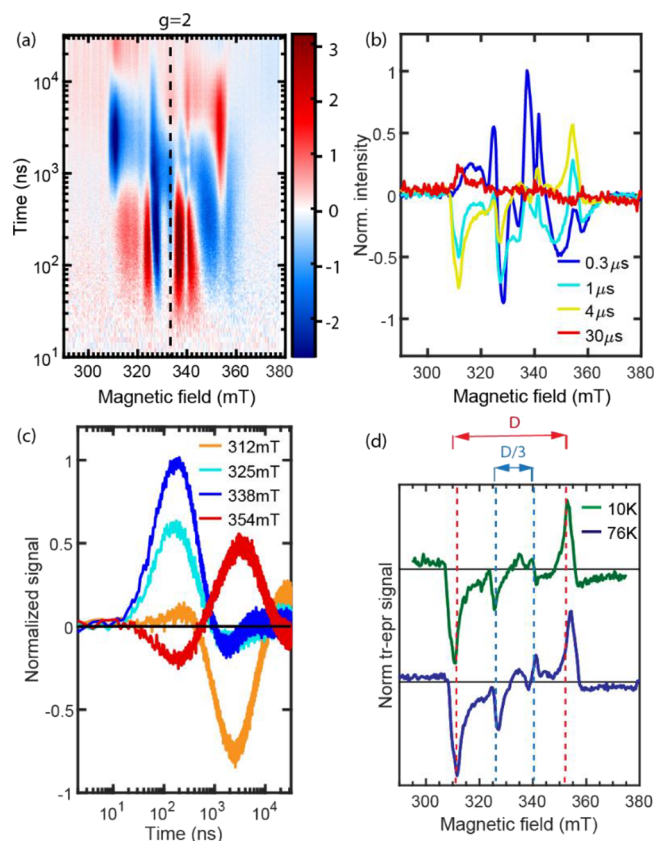 (a)
g=2
Time (ns)
10⁴
10³
10²
10¹
300 320 340 360 380
Magnetic field (mT)
3
2
1
0
-1
-2
(b)
Norm. intensity
1
0.5
0
-0.5
-1
0.3μs
1μs
4μs
30μs
300 320 340 360 380
Magnetic field (mT)
(c)
Normalized signal
1
0.5
0
-0.5
-1
312mT
325mT
338mT
354mT
10¹ 10² 10³ 10⁴
Time (ns)
(d)
D
D/3
Norm tr-epr signal
10K
76K
300 320 340 360 380
Magnetic field (mT)